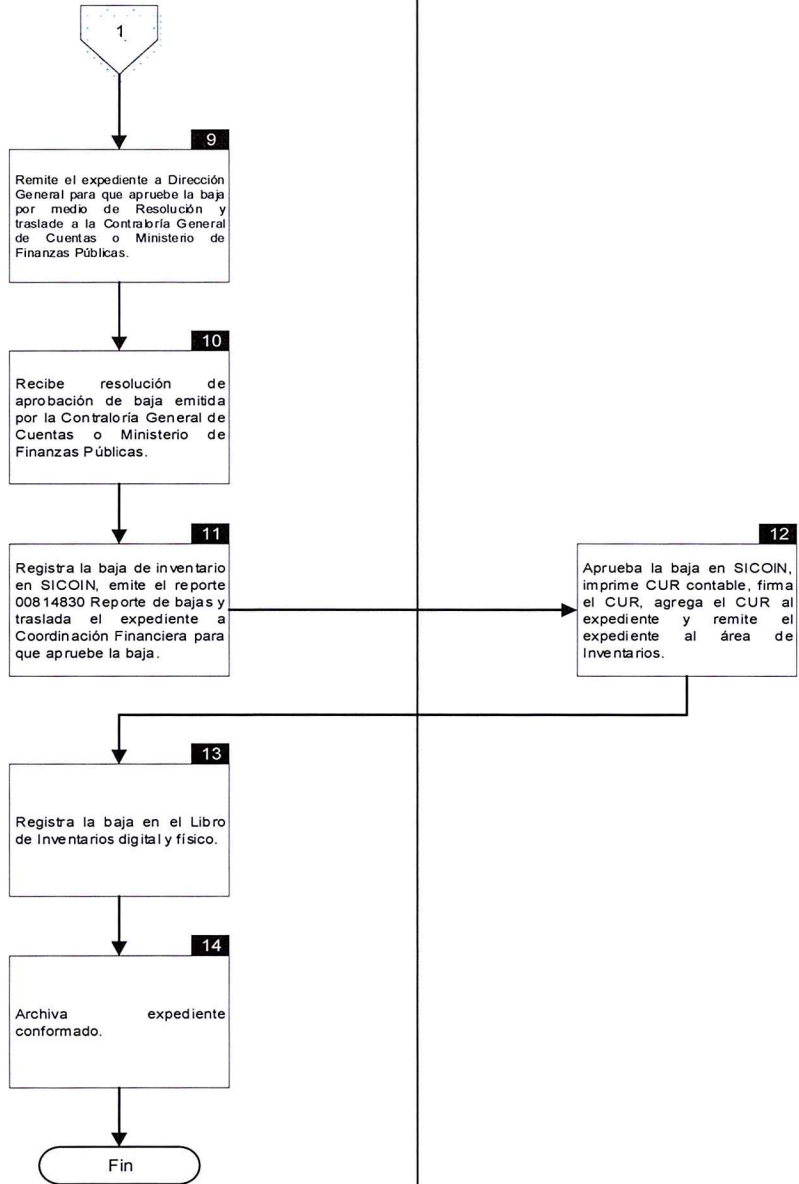 1
9
Remite el expediente a Dirección
General para que apruebe la baja
por medio de Resolución y
traslade a la Contraloría General
de Cuentas o Ministerio de
Finanzas Públicas.
10
Recibe resolución de
aprobación de baja emitida
por la Contraloría General de
Cuentas o Ministerio de
Finanzas Públicas.
11
Registra la baja de inventario
en SICOIN, emite el reporte
00814830 Reporte de bajas y
traslada el expediente a
Coordinación Financiera para
que apruebe la baja.
12
Aprueba la baja en SICOIN,
imprime CUR contable, firma
el CUR, agrega el CUR al
expediente y remite el
expediente al área de
Inventarios.
13
Registra la baja en el Libro
de Inventarios digital y físico.
14
Archiva expediente
conformado.
Fin